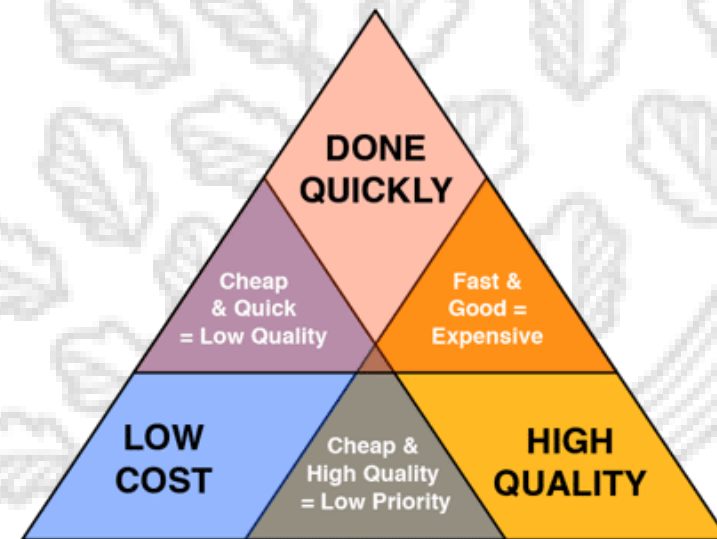 DONE
QUICKLY
Cheap
& Quick
= Low Quality
Fast &
Good =
Expensive
LOW
COST
Cheap &
High Quality
= Low Priority
HIGH
QUALITY